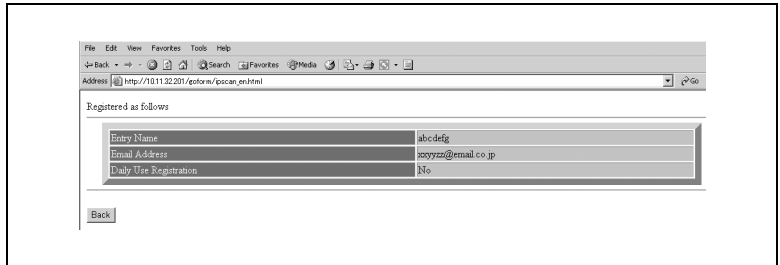 File Edit View Favorites Tools Help
Back Search Favorites Media
Address http://10.11.32.201/goform/ipscan_en.html Go
Registered as follows
Entry Name abcdefg
Email Address xxyyzz@email.co.jp
Daily Use Registration No
Back